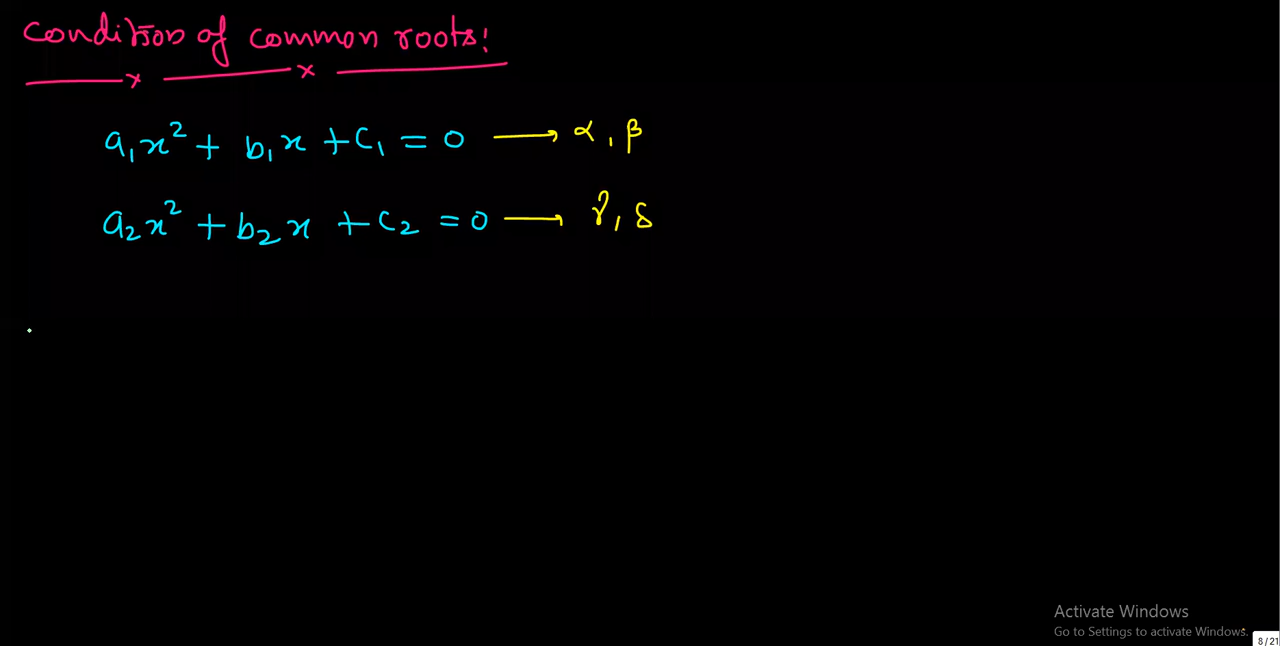 Condition of common roots:
a₁x² + b₁x + c₁ = 0 → α, β
a₂x² + b₂x + c₂ = 0 → γ, δ
Activate Windows
Go to Settings to activate Windows.
8/21